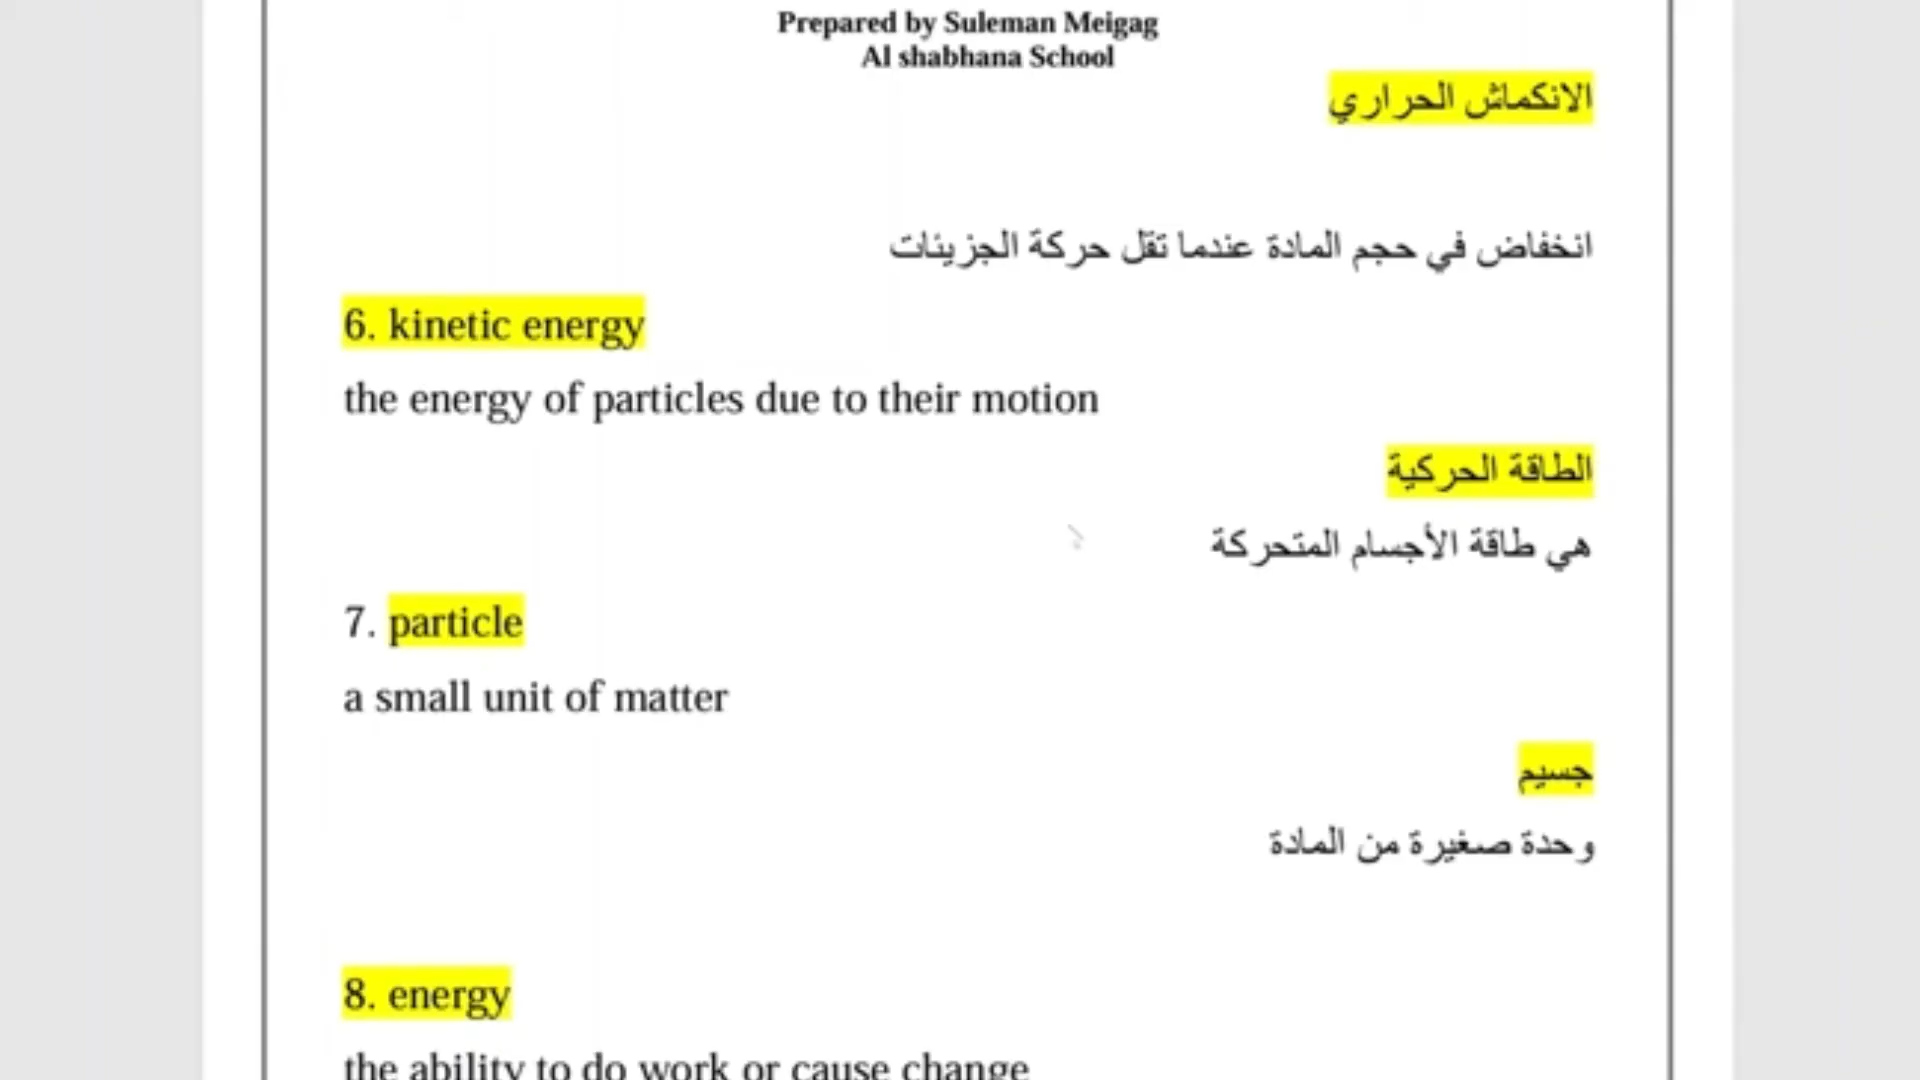 Prepared by Suleman Meigag
Al shabhana School
الانكماش الحراري
انخفاض في حجم المادة عندما تقل حركة الجزيئات
6. kinetic energy
the energy of particles due to their motion
الطاقة الحركية
هي طاقة الأجسام المتحركة
7. particle
a small unit of matter
جسيم
وحدة صغيرة من المادة
8. energy
the ability to do work or cause change